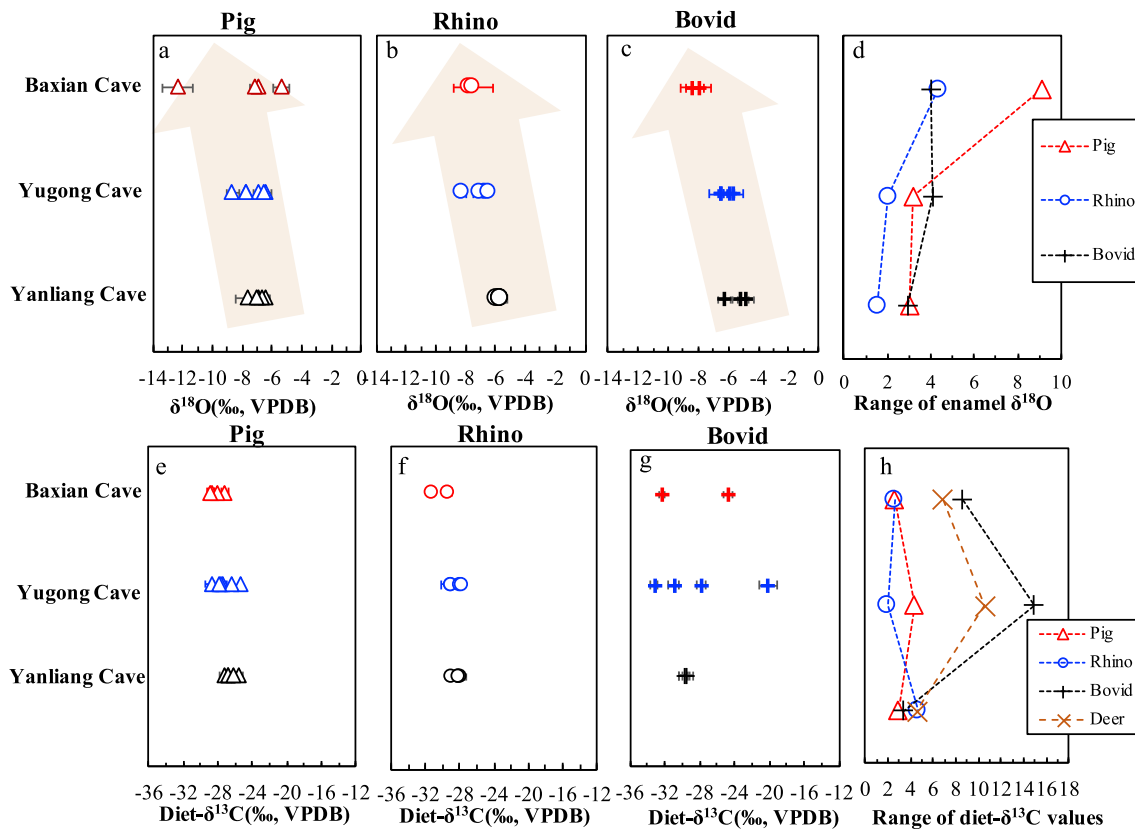 Pig Rhino Bovid
a b c d
Baxian Cave
Yugong Cave
Yanliang Cave
Pig
Rhino
Bovid
-14 -12 -10 -8 -6 -4 -2 0
-14 -12 -10 -8 -6 -4 -2 0
-14 -12 -10 -8 -6 -4 -2 0
0 2 4 6 8 10
δ¹⁸O(‰, VPDB) δ¹⁸O(‰, VPDB) δ¹⁸O(‰, VPDB) Range of enamel δ¹⁸O
Pig Rhino Bovid
e f g h
Baxian Cave
Yugong Cave
Yanliang Cave
Pig
Rhino
Bovid
Deer
-36 -32 -28 -24 -20 -16 -12
-36 -32 -28 -24 -20 -16 -12
-36 -32 -28 -24 -20 -16 -12
0 2 4 6 8 10 12 14 16 18
Diet-δ¹³C(‰, VPDB) Diet-δ¹³C(‰, VPDB) Diet-δ¹³C(‰, VPDB) Range of diet-δ¹³C values